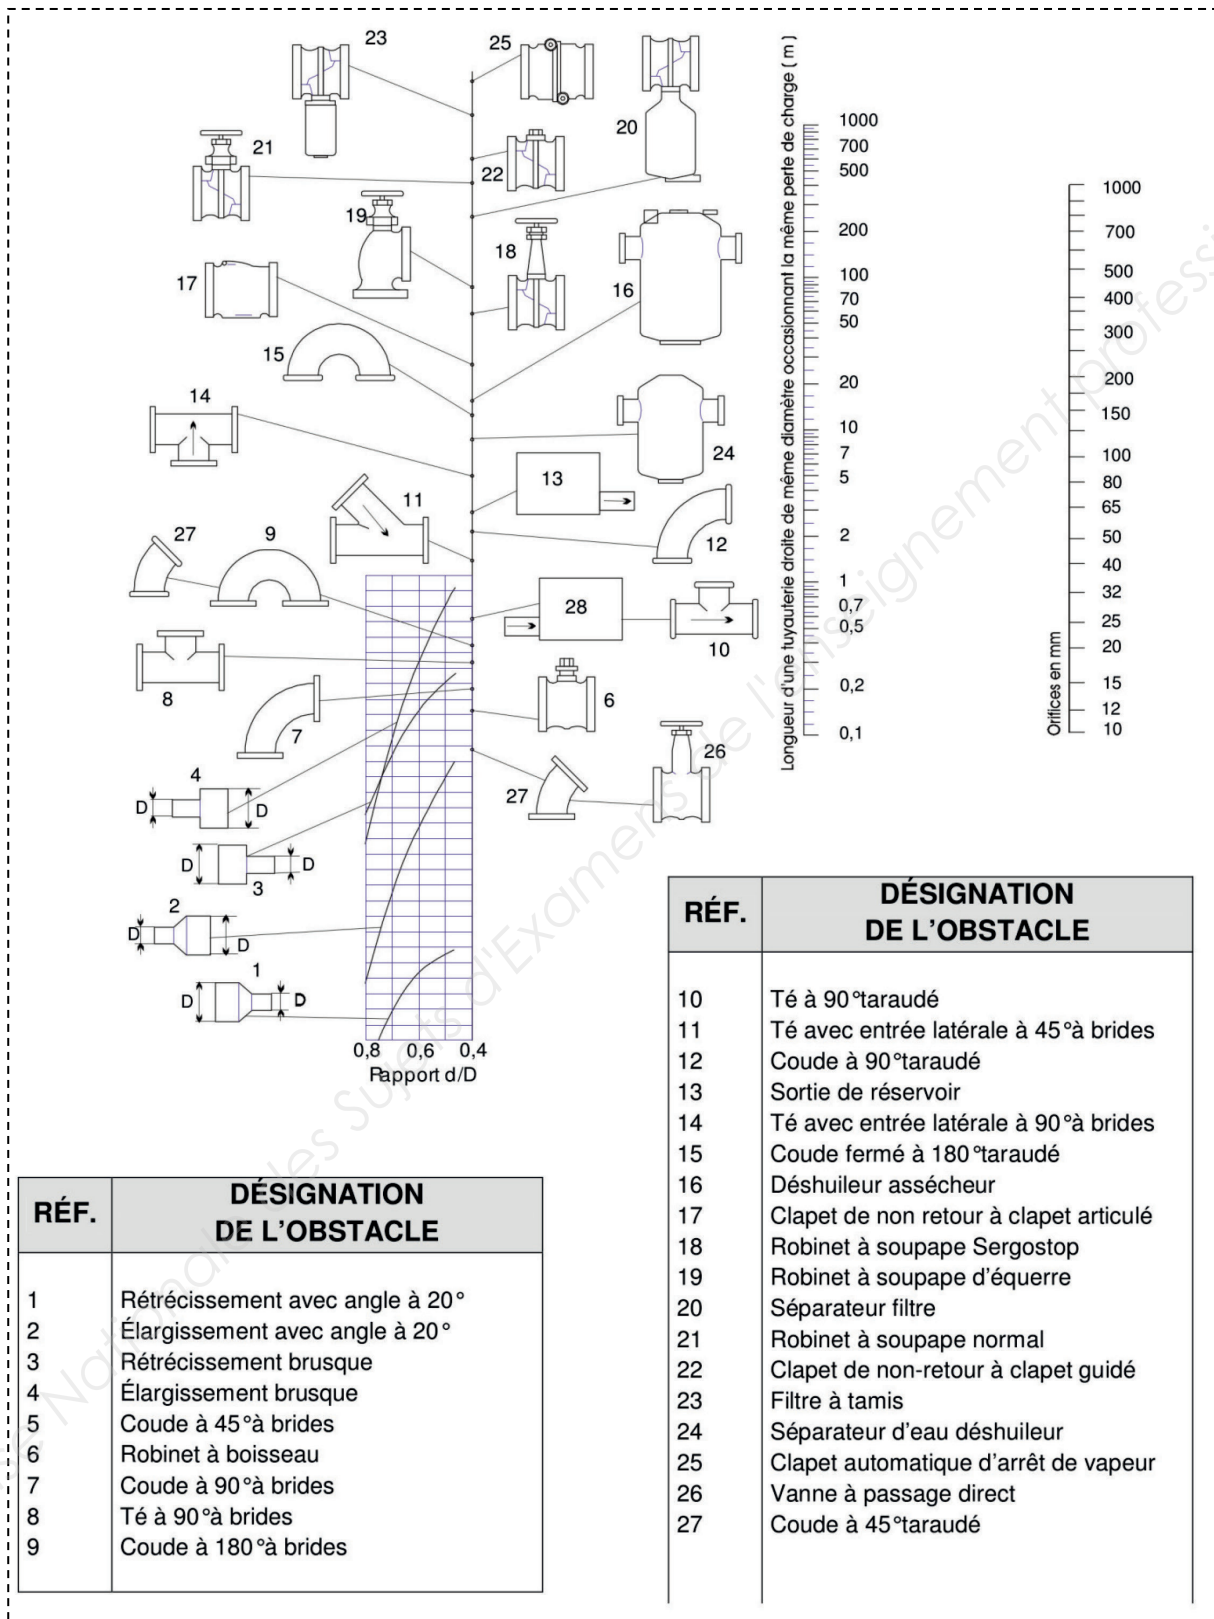 23
25
20
21
22
19
18
17
16
15
14
24
13
11
12
27
9
28
10
8
6
7
26
27
4
D
D
D
D
3
2
D
D
1
D
D
0,8
0,6
0,4
Rapport d/D
Longueur d'une tuyauterie droite de même diamètre occasionnant la même perte de charge ( m )
1000
700
500
200
100
70
50
20
10
7
5
2
1
0,7
0,5
0,2
0,1
Orifices en mm
1000
700
500
400
300
200
150
100
80
65
50
40
32
25
20
15
12
10
RÉF.
DÉSIGNATION
DE L'OBSTACLE
1 Rétrécissement avec angle à 20°
2 Élargissement avec angle à 20°
3 Rétrécissement brusque
4 Élargissement brusque
5 Coude à 45°à brides
6 Robinet à boisseau
7 Coude à 90°à brides
8 Té à 90°à brides
9 Coude à 180°à brides
RÉF.
DÉSIGNATION
DE L'OBSTACLE
10 Té à 90°taraudé
11 Té avec entrée latérale à 45°à brides
12 Coude à 90°taraudé
13 Sortie de réservoir
14 Té avec entrée latérale à 90°à brides
15 Coude fermé à 180°taraudé
16 Déshuileur assécheur
17 Clapet de non retour à clapet articulé
18 Robinet à soupape Sergostop
19 Robinet à soupape d'équerre
20 Séparateur filtre
21 Robinet à soupape normal
22 Clapet de non-retour à clapet guidé
23 Filtre à tamis
24 Séparateur d'eau déshuileur
25 Clapet automatique d'arrêt de vapeur
26 Vanne à passage direct
27 Coude à 45°taraudé
Nationale des Sujets d'Examens de l'enseignement